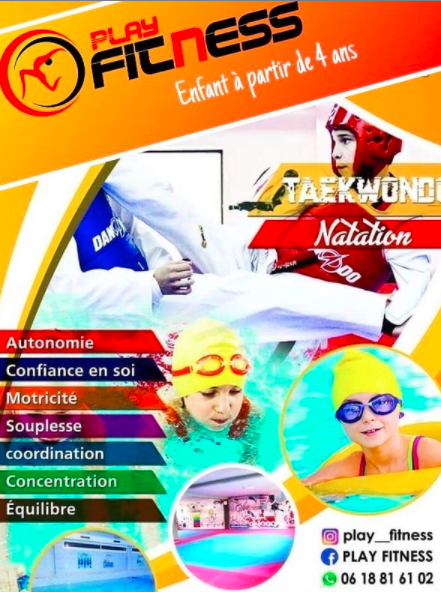 PLAY
FITNESS
Enfant à partir de 4 ans
TAEKWONDO
Natation
Autonomie
Confiance en soi
Motricité
Souplesse
coordination
Concentration
Équilibre
play__fitness
PLAY FITNESS
06 18 81 61 02